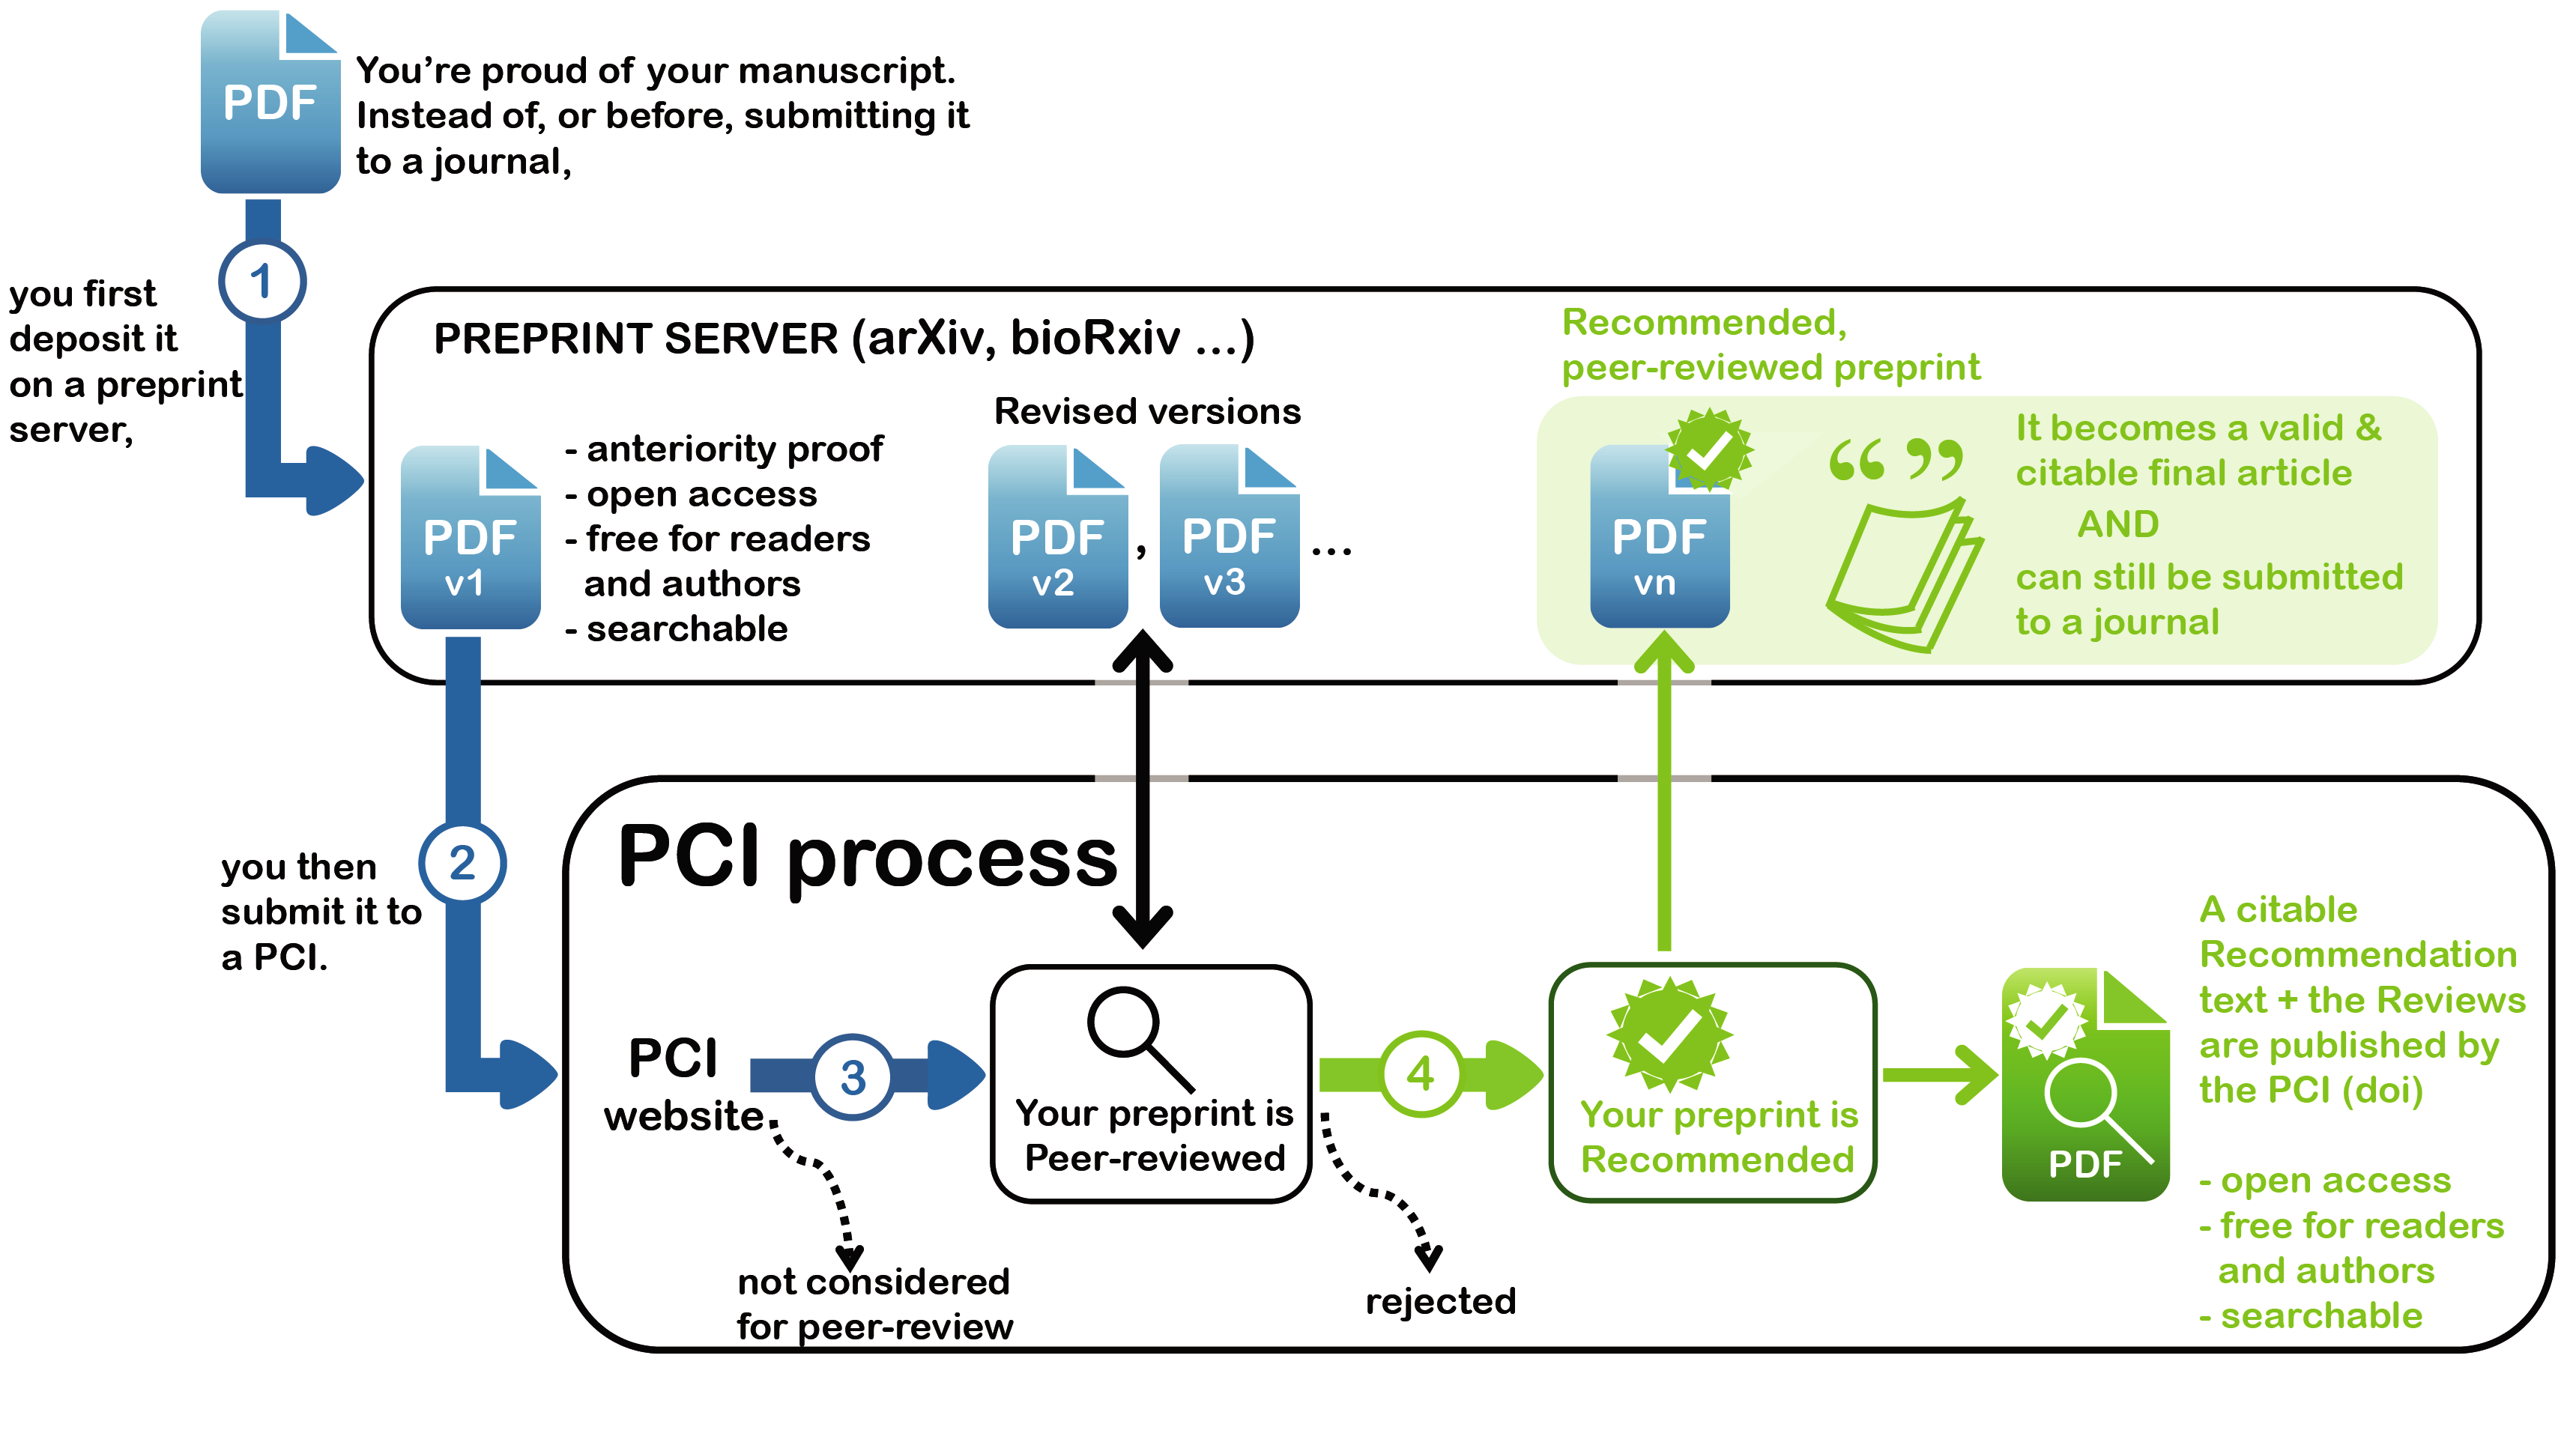 PDF
You're proud of your manuscript.
Instead of, or before, submitting it
to a journal,
1
you first
deposit it
on a preprint
server,
PREPRINT SERVER (arXiv, bioRxiv ...)
PDF
v1
- anteriority proof
- open access
- free for readers
and authors
- searchable
Revised versions
PDF
v2
,
PDF
v3
...
Recommended,
peer-reviewed preprint
PDF
vn
“ ”
It becomes a valid &
citable final article
AND
can still be submitted
to a journal
2
you then
submit it to
a PCI.
PCI process
PCI
website
3
not considered
for peer-review
Your preprint is
Peer-reviewed
4
rejected
Your preprint is
Recommended
PDF
A citable
Recommendation
text + the Reviews
are published by
the PCI (doi)
- open access
- free for readers
and authors
- searchable